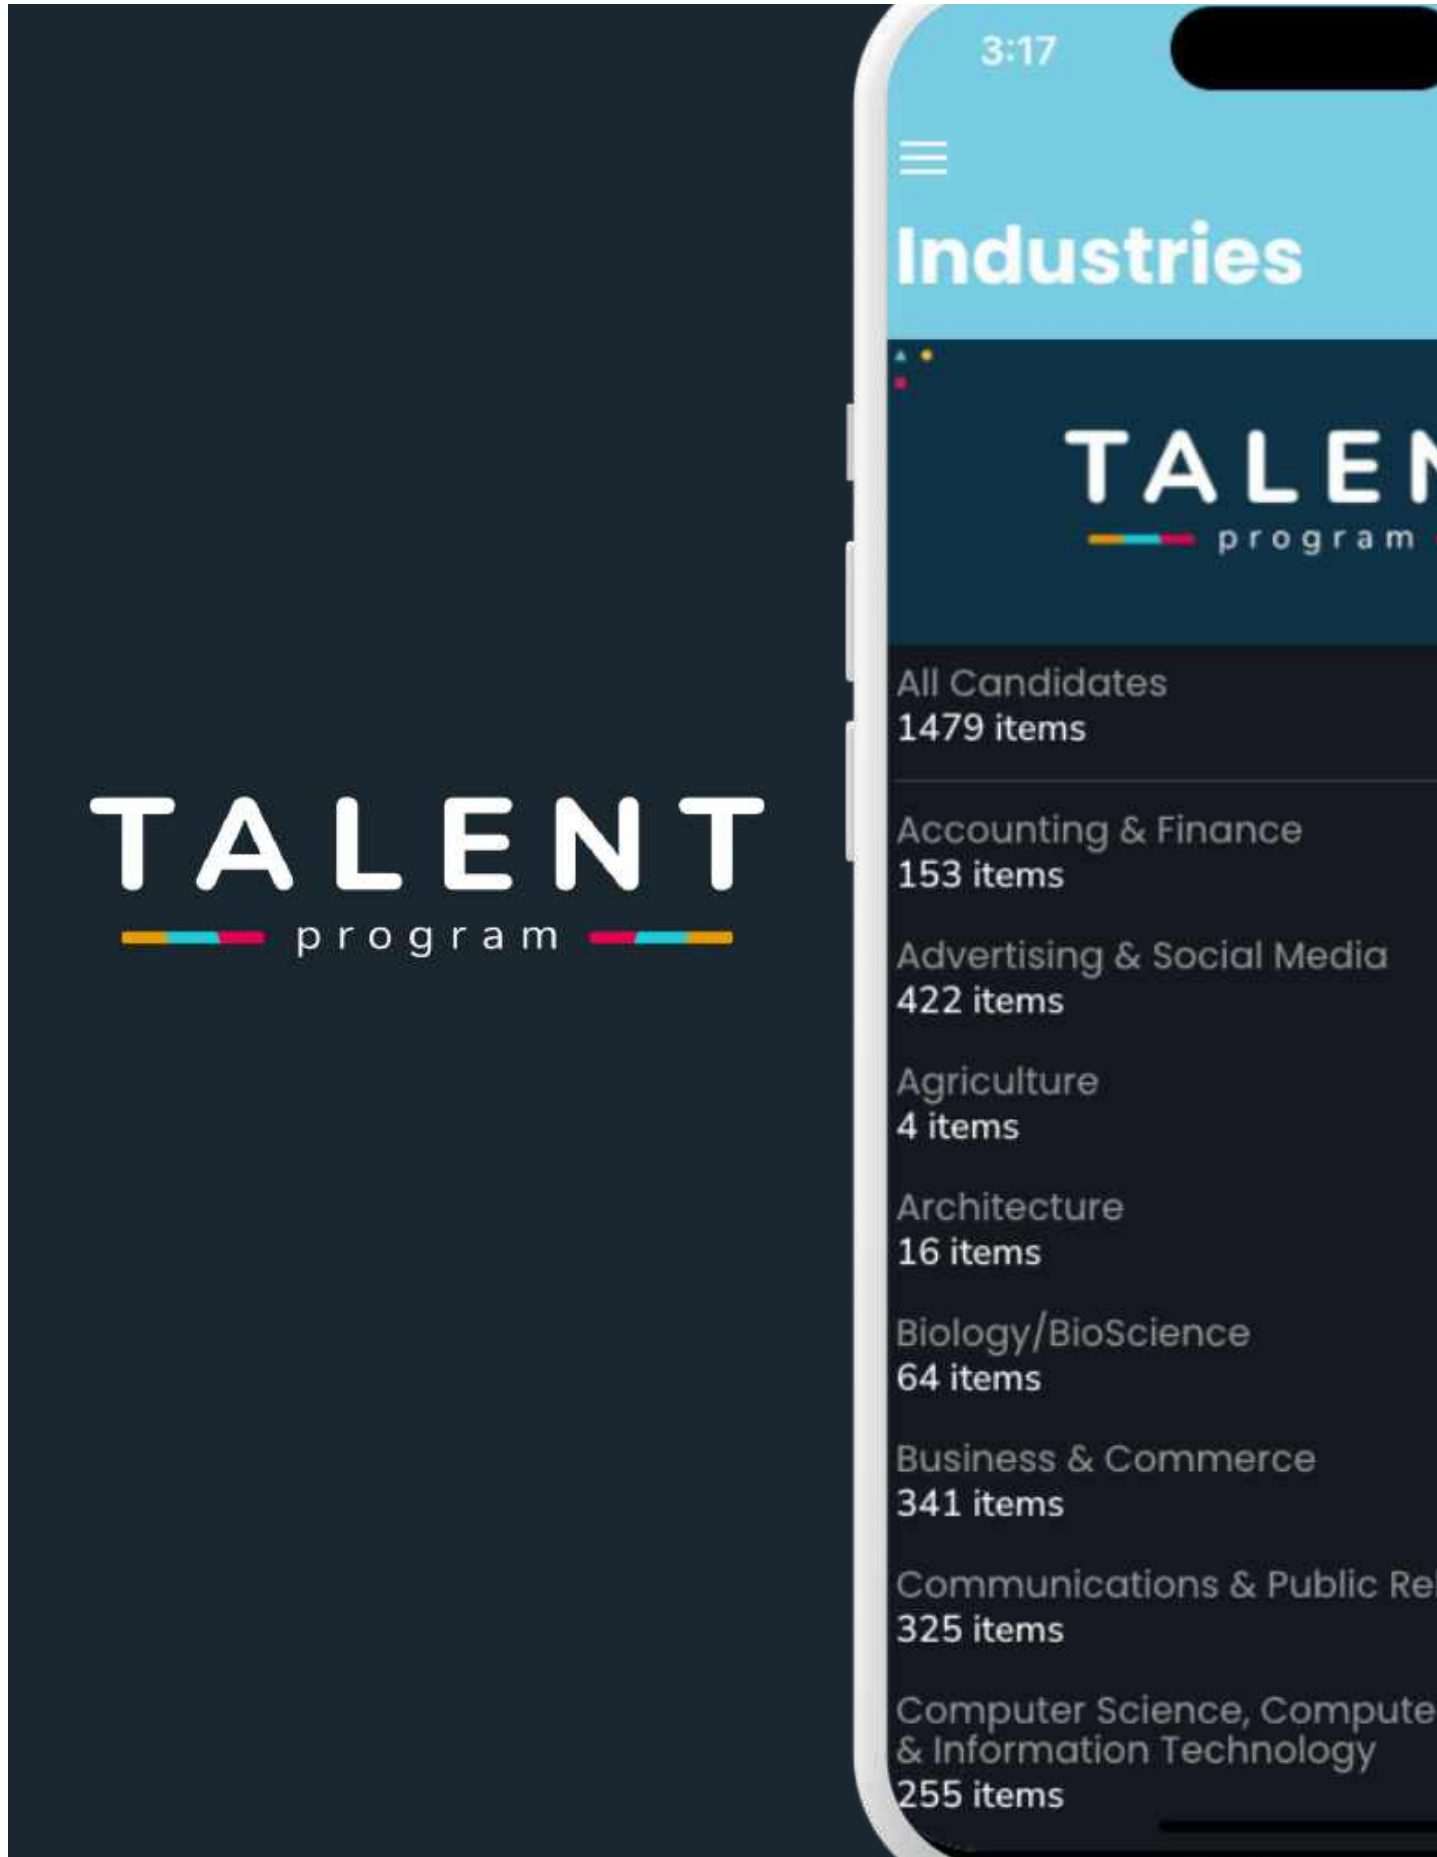 TALENT
program
3:17
Industries
TALEN
program
All Candidates
1479 items
Accounting & Finance
153 items
Advertising & Social Media
422 items
Agriculture
4 items
Architecture
16 items
Biology/BioScience
64 items
Business & Commerce
341 items
Communications & Public Rel
325 items
Computer Science, Compute
& Information Technology
255 items